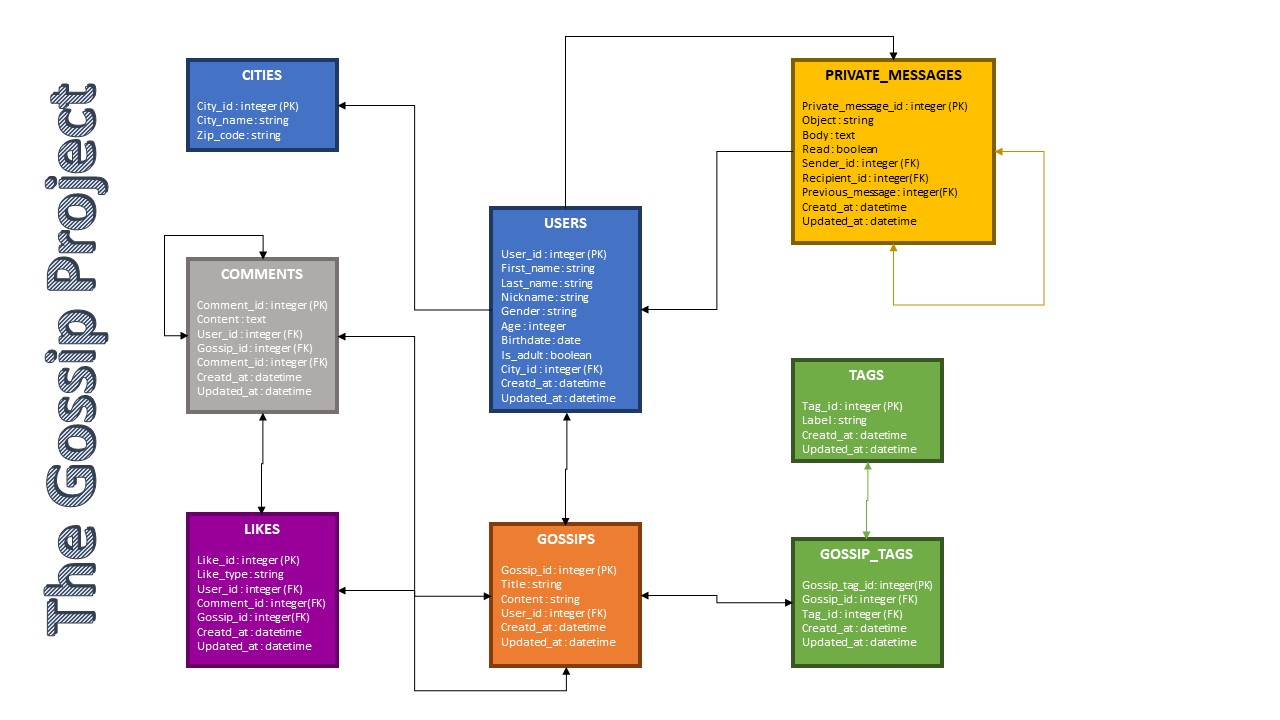 The Gossip Project
CITIES
City_id : integer (PK)
City_name : string
Zip_code : string
PRIVATE_MESSAGES
Private_message_id : integer (PK)
Object : string
Body : text
Read : boolean
Sender_id : integer (FK)
Recipient_id : integer(FK)
Previous_message : integer(FK)
Creatd_at : datetime
Updated_at : datetime
USERS
User_id : integer (PK)
First_name : string
Last_name : string
Nickname : string
Gender : string
Age : integer
Birthdate : date
Is_adult : boolean
City_id : integer (FK)
Creatd_at : datetime
Updated_at : datetime
COMMENTS
Comment_id : integer (PK)
Content : text
User_id : integer (FK)
Gossip_id : integer (FK)
Comment_id : integer (FK)
Creatd_at : datetime
Updated_at : datetime
TAGS
Tag_id : integer (PK)
Label : string
Creatd_at : datetime
Updated_at : datetime
LIKES
Like_id : integer (PK)
Like_type : string
User_id : integer (FK)
Comment_id : integer(FK)
Gossip_id : integer(FK)
Creatd_at : datetime
Updated_at : datetime
GOSSIPS
Gossip_id : integer (PK)
Title : string
Content : string
User_id : integer (FK)
Creatd_at : datetime
Updated_at : datetime
GOSSIP_TAGS
Gossip_tag_id : integer(PK)
Gossip_id : integer (FK)
Tag_id : integer (FK)
Creatd_at : datetime
Updated_at : datetime